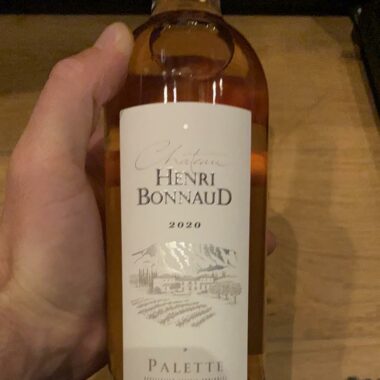 Château
HENRI
BONNAUD
2020
PALETTE